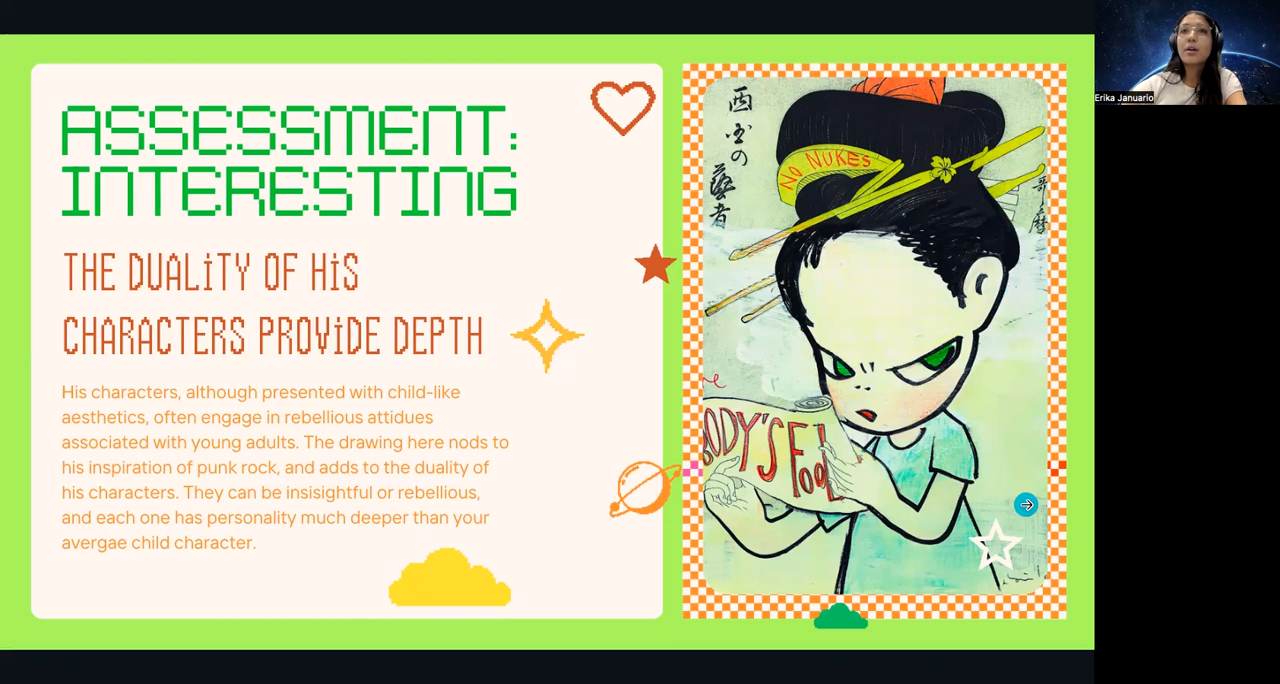 ASSESSMENT:
INTERESTING
THE DUALiTY OF HiS
CHARACTERS PROViDE DEPTH
His characters, although presented with child-like
aesthetics, often engage in rebellious attidues
associated with young adults. The drawing here nods to
his inspiration of punk rock, and adds to the duality of
his characters. They can be insisightful or rebellious,
and each one has personality much deeper than your
avergae child character.
NO NUKES
BODY'S FOOL
Erika Januario